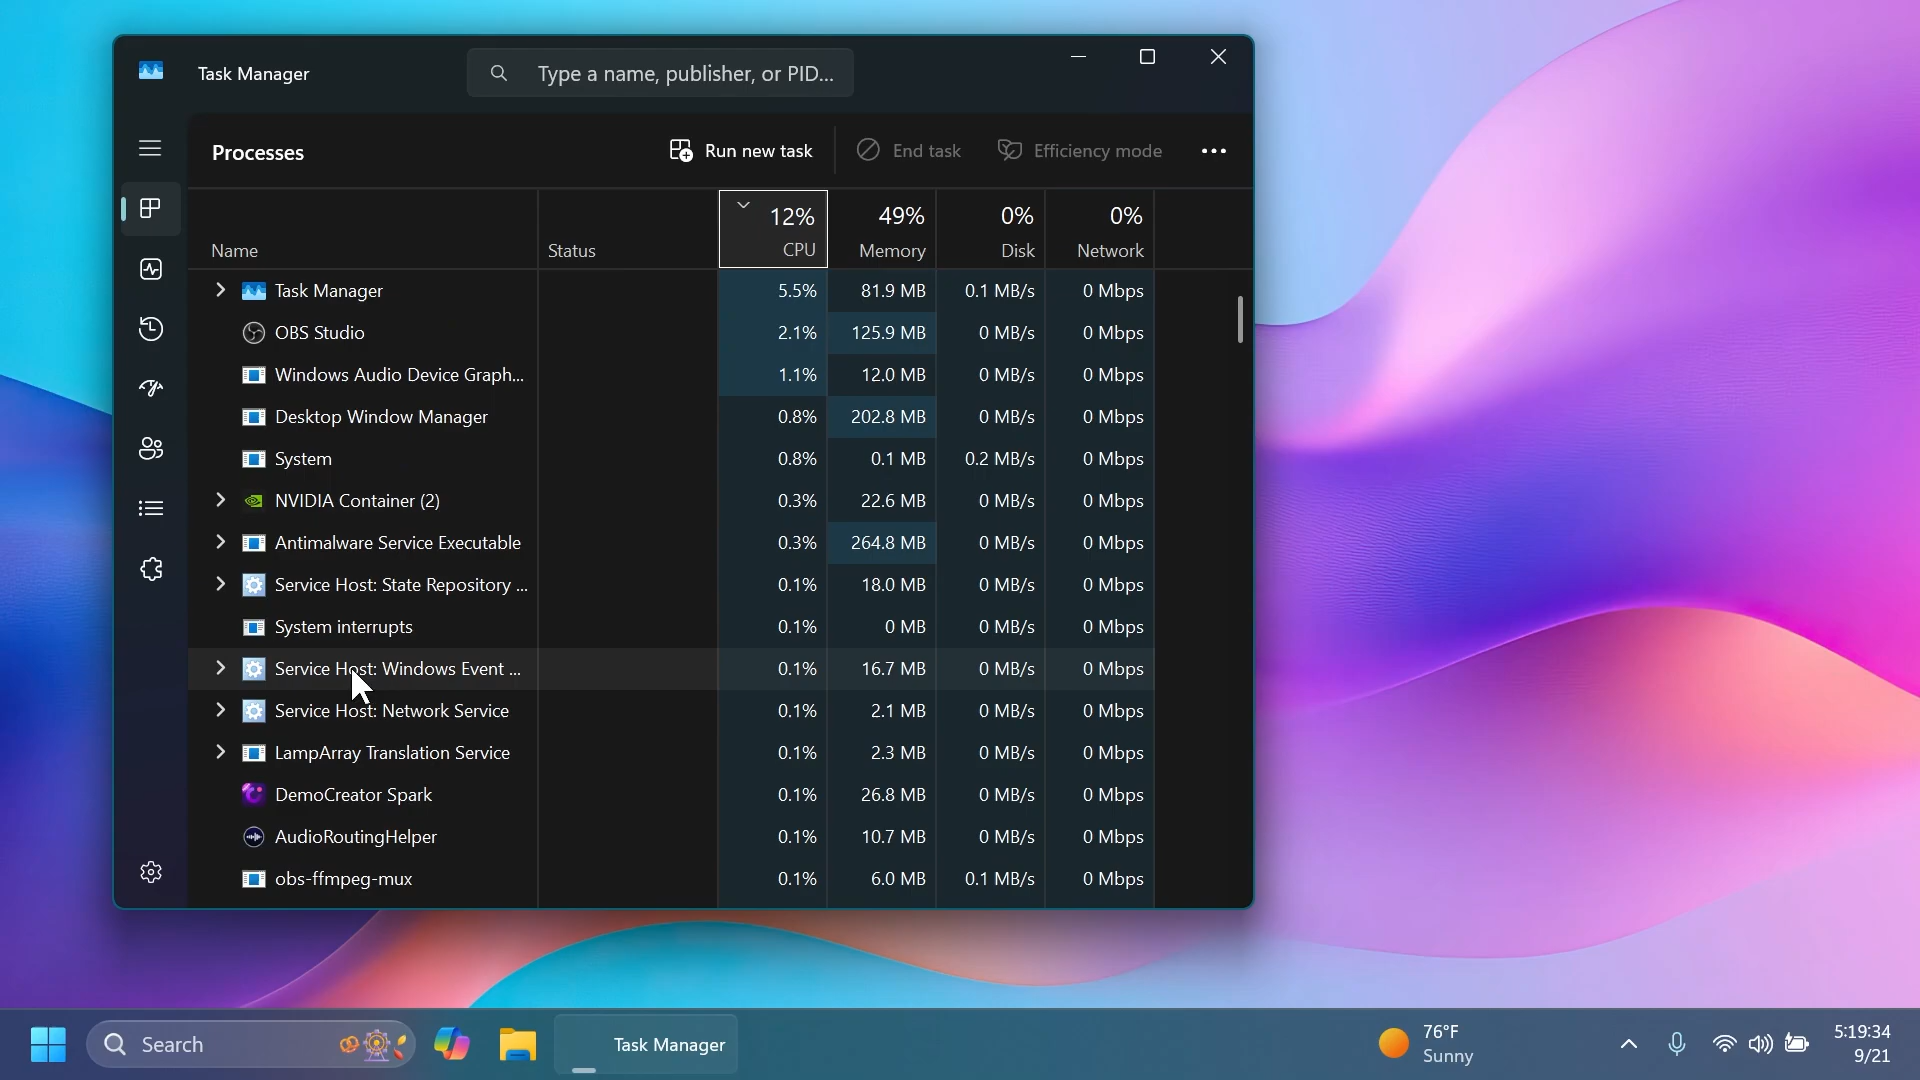 Task Manager
Type a name, publisher, or PID...
Processes
Run new task
End task
Efficiency mode
Name
Status
12% CPU
49% Memory
0% Disk
0% Network
Task Manager 5.5% 81.9 MB 0.1 MB/s 0 Mbps
OBS Studio 2.1% 125.9 MB 0 MB/s 0 Mbps
Windows Audio Device Graph... 1.1% 12.0 MB 0 MB/s 0 Mbps
Desktop Window Manager 0.8% 202.8 MB 0 MB/s 0 Mbps
System 0.8% 0.1 MB 0.2 MB/s 0 Mbps
NVIDIA Container (2) 0.3% 22.6 MB 0 MB/s 0 Mbps
Antimalware Service Executable 0.3% 264.8 MB 0 MB/s 0 Mbps
Service Host: State Repository ... 0.1% 18.0 MB 0 MB/s 0 Mbps
System interrupts 0.1% 0 MB 0 MB/s 0 Mbps
Service Host: Windows Event ... 0.1% 16.7 MB 0 MB/s 0 Mbps
Service Host: Network Service 0.1% 2.1 MB 0 MB/s 0 Mbps
LampArray Translation Service 0.1% 2.3 MB 0 MB/s 0 Mbps
DemoCreator Spark 0.1% 26.8 MB 0 MB/s 0 Mbps
AudioRoutingHelper 0.1% 10.7 MB 0 MB/s 0 Mbps
obs-ffmpeg-mux 0.1% 6.0 MB 0.1 MB/s 0 Mbps
Search
Task Manager
76°F
Sunny
5:19:34
9/21